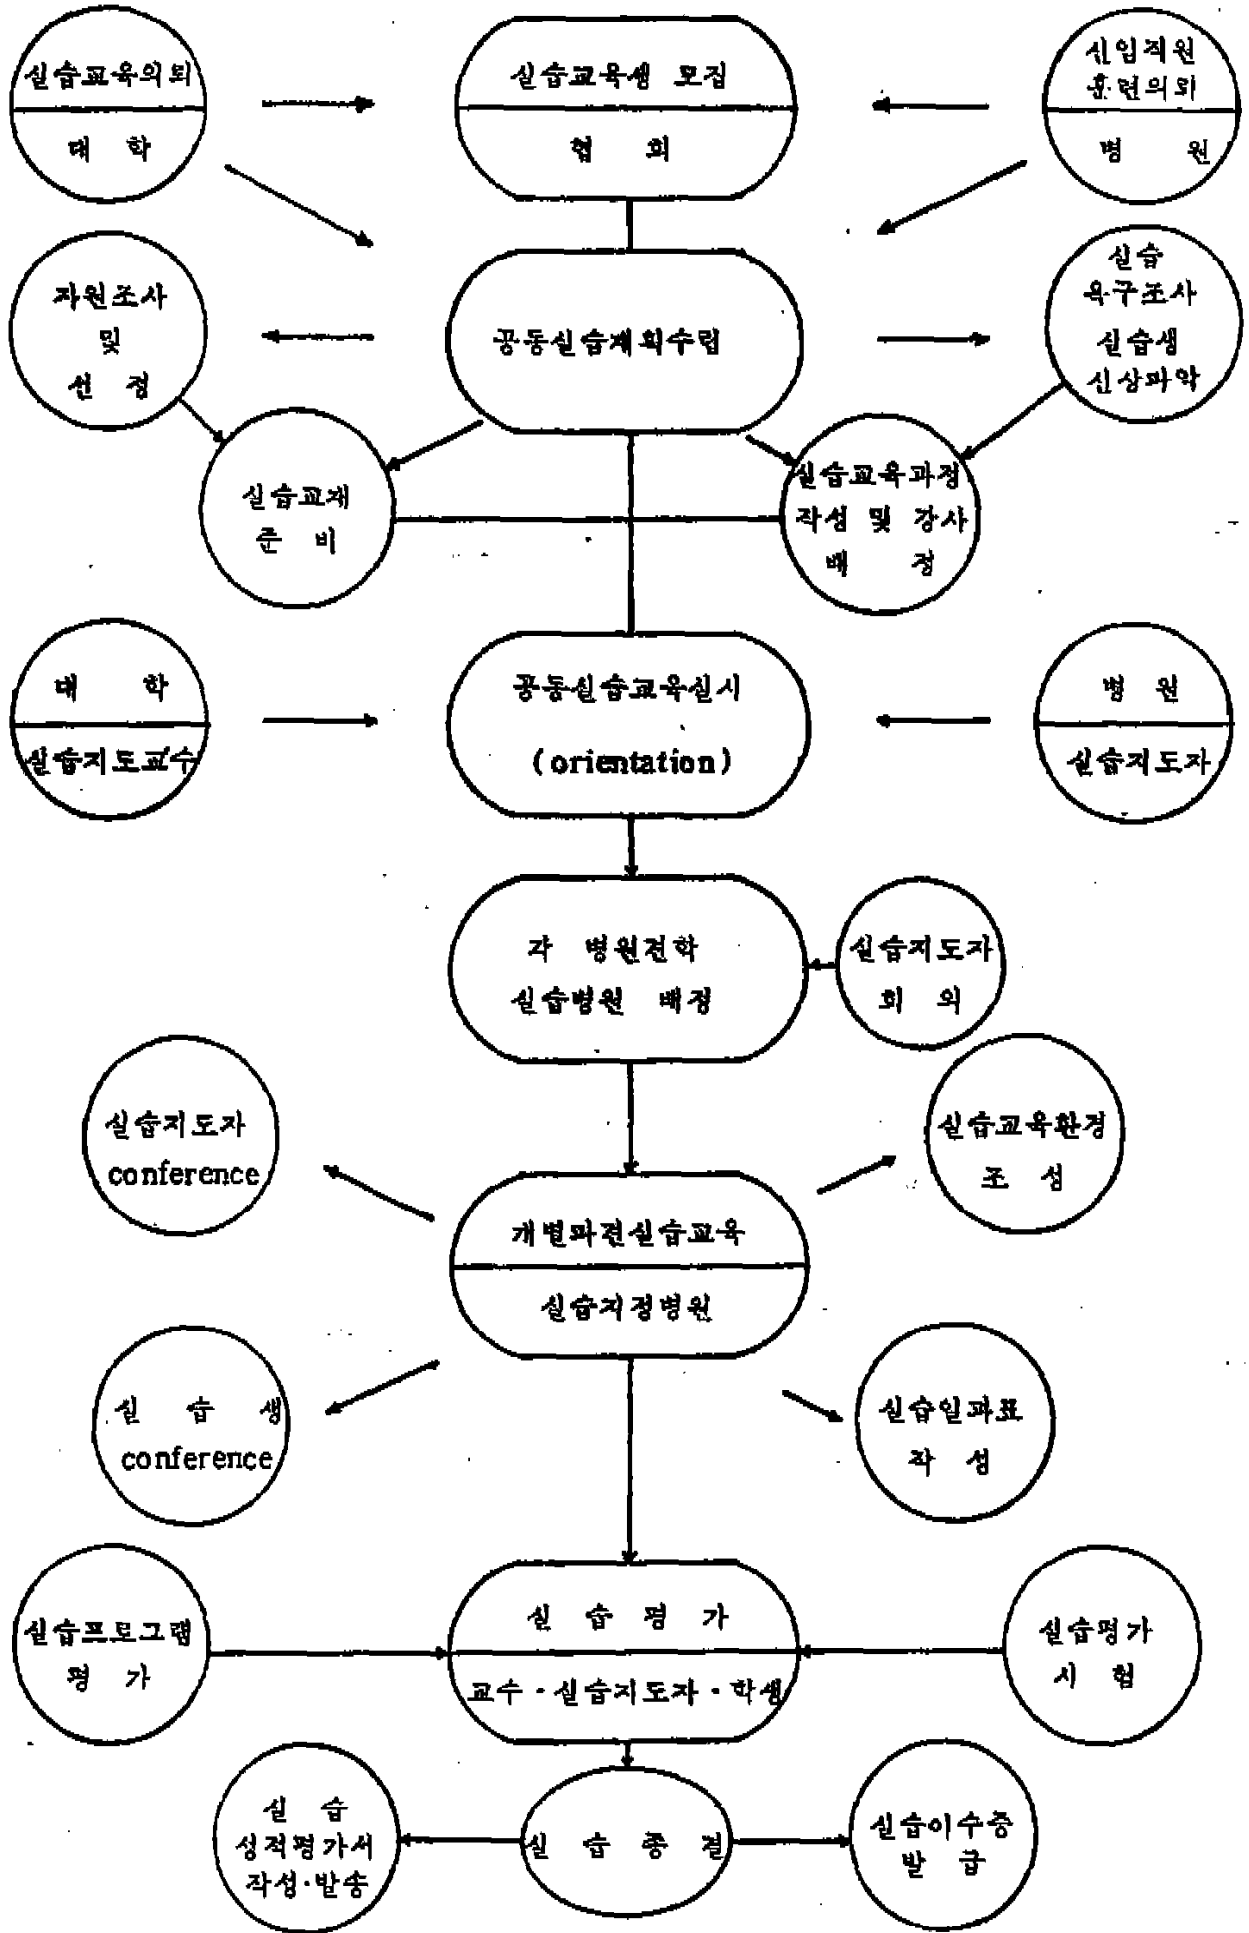 실습교육의뢰
대 학
실습교육생 모집
협 회
신입직원
훈련의뢰
병 원
자원조사
및
선 정
공동실습계획수립
실습
욕구조사
실습생
신상파악
실습교재
준 비
실습교육과정
작성 및 강사
배 정
대 학
실습지도교수
공동실습교육실시
(orientation)
병 원
실습지도자
각 병원견학
실습병원 배정
실습지도자
회 의
실습지도자
conference
실습교육환경
조 성
개별파견실습교육
실습지정병원
실 습 생
conference
실습일과표
작 성
실습프로그램
평 가
실 습 평 가
교수·실습지도자·학생
실습평가
시 험
실 습
성적평가서
작성·발송
실 습 종 결
실습이수증
발 급